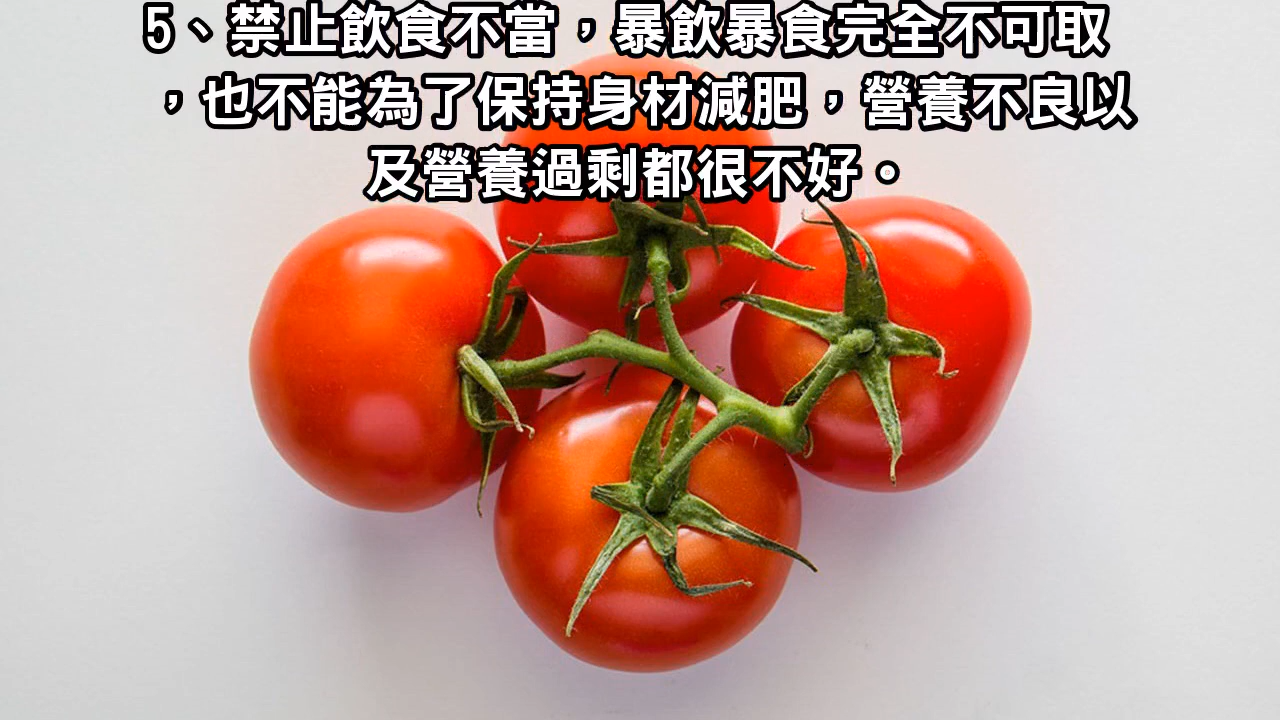 5、禁止飲食不當，暴飲暴食完全不可取
，也不能為了保持身材減肥，營養不良以
及營養過剩都很不好。